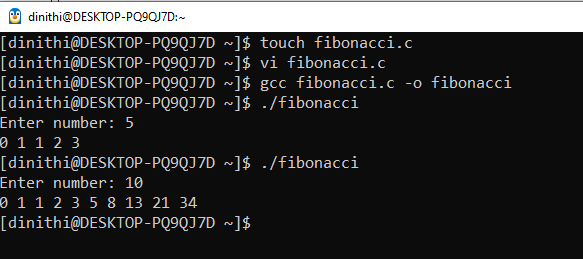 dinithi@DESKTOP-PQ9QJ7D:~
[dinithi@DESKTOP-PQ9QJ7D ~]$ touch fibonacci.c
[dinithi@DESKTOP-PQ9QJ7D ~]$ vi fibonacci.c
[dinithi@DESKTOP-PQ9QJ7D ~]$ gcc fibonacci.c -o fibonacci
[dinithi@DESKTOP-PQ9QJ7D ~]$ ./fibonacci
Enter number: 5
0 1 1 2 3
[dinithi@DESKTOP-PQ9QJ7D ~]$ ./fibonacci
Enter number: 10
0 1 1 2 3 5 8 13 21 34
[dinithi@DESKTOP-PQ9QJ7D ~]$